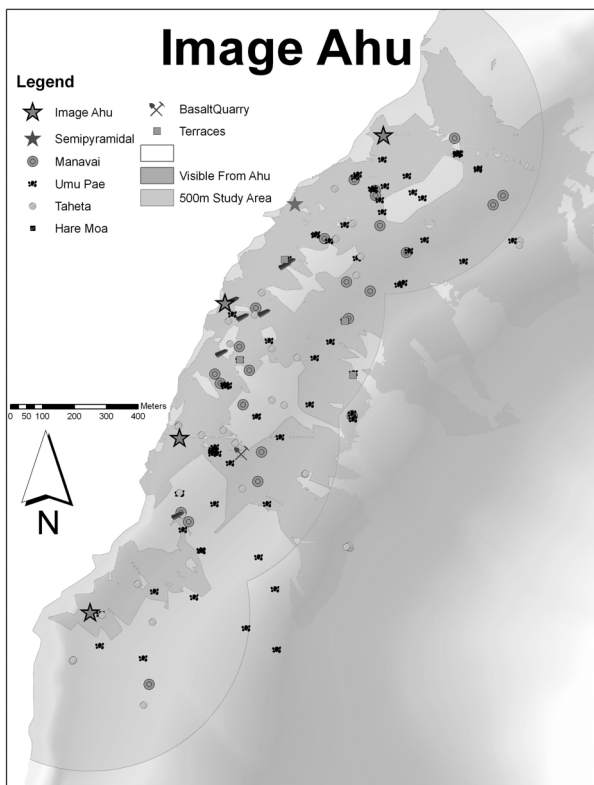 Image Ahu
Legend
Image Ahu
Semipyramidal
Manavai
Umu Pae
Taheta
Hare Moa
BasaltQuarry
Terraces
Visible From Ahu
500m Study Area
Meters
0 50 100 200 300 400
N